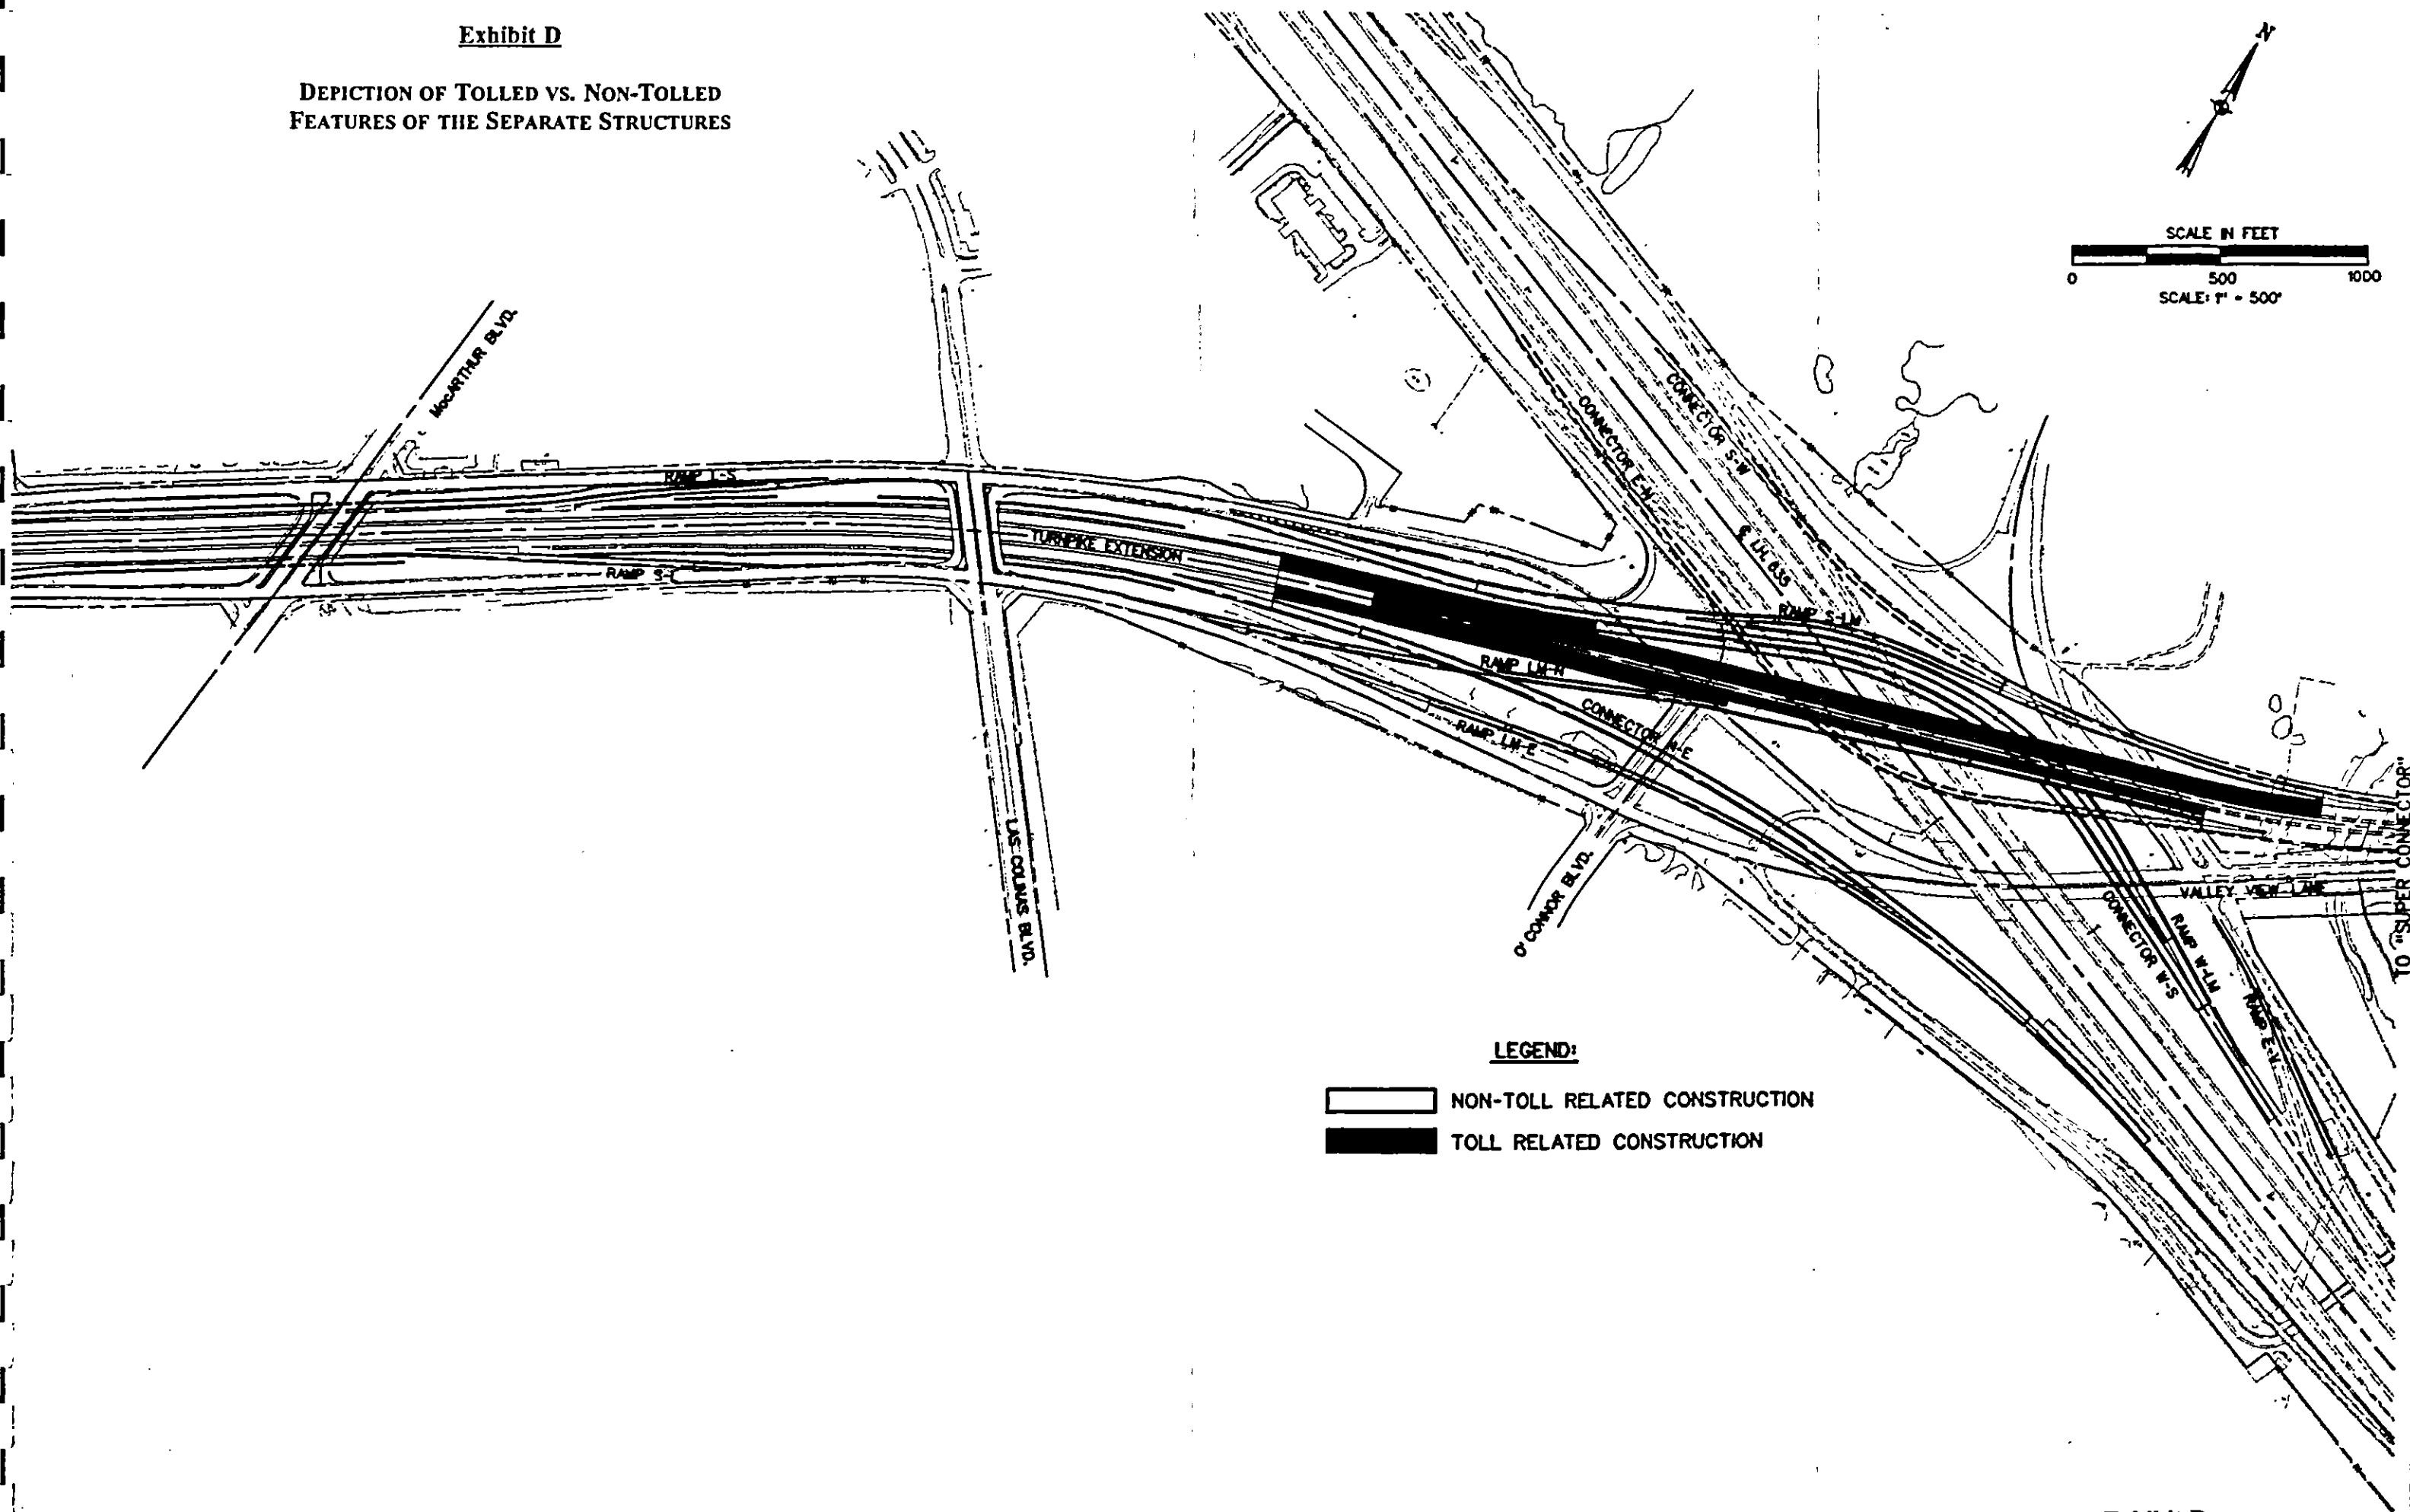 Exhibit D
DEPICTION OF TOLLED VS. NON-TOLLED
FEATURES OF THE SEPARATE STRUCTURES
N
SCALE IN FEET
0 500 1000
SCALE: 1" = 500'
MacARTHUR BLVD.
RAMP L-S
RAMP S-L
TURNPIKE EXTENSION
LAS COLINAS BLVD.
CONNECTOR E-N
CONNECTOR S-W
I.H. 635
RAMP S-LM
RAMP LM-N
CONNECTOR N-E
RAMP LM-E
O'CONNOR BLVD.
VALLEY VIEW LANE
CONNECTOR W-S
RAMP W-LM
TO "SUPER CONNECTOR"
LEGEND:
NON-TOLL RELATED CONSTRUCTION
TOLL RELATED CONSTRUCTION